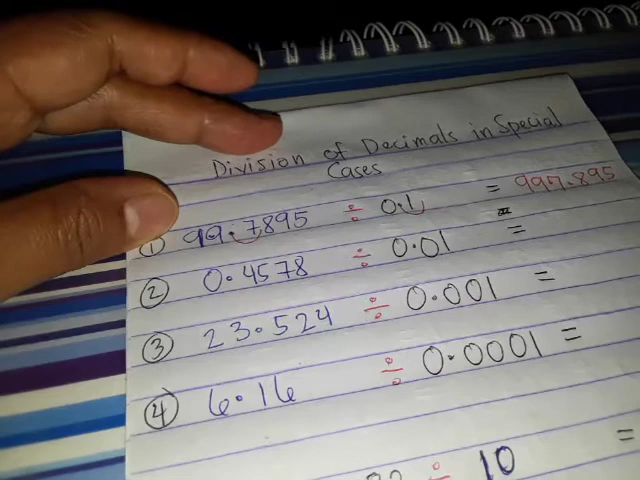 Division of Decimals in Special
Cases
① 99.7895 ÷ 0.1 = 997.895
② 0.4578 ÷ 0.01 =
③ 23.524 ÷ 0.001 =
④ 6.16 ÷ 0.0001 =
÷ 10 =